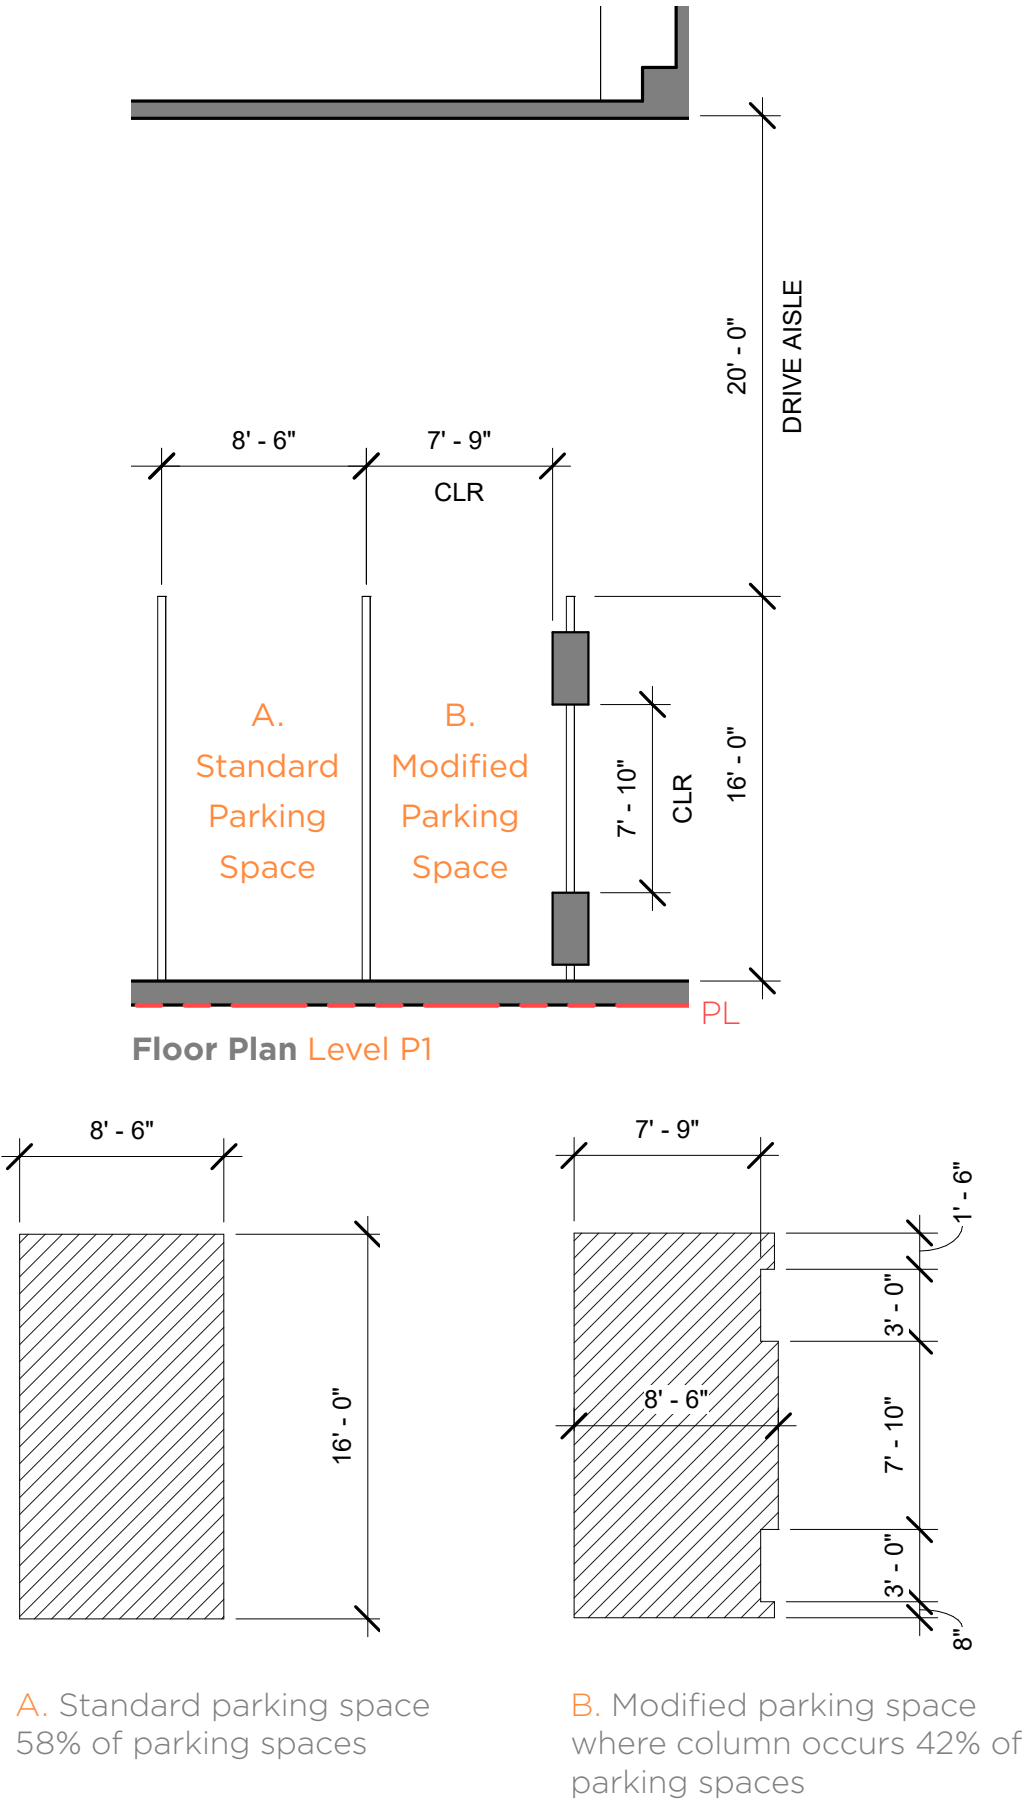 20' - 0"
DRIVE AISLE
8' - 6"
7' - 9"
CLR
A.
Standard
Parking
Space
B.
Modified
Parking
Space
7' - 10"
CLR
16' - 0"
PL
Floor Plan Level P1
8' - 6"
16' - 0"
7' - 9"
1' - 6"
3' - 0"
8' - 6"
7' - 10"
3' - 0"
8"
A. Standard parking space
58% of parking spaces
B. Modified parking space
where column occurs 42% of
parking spaces